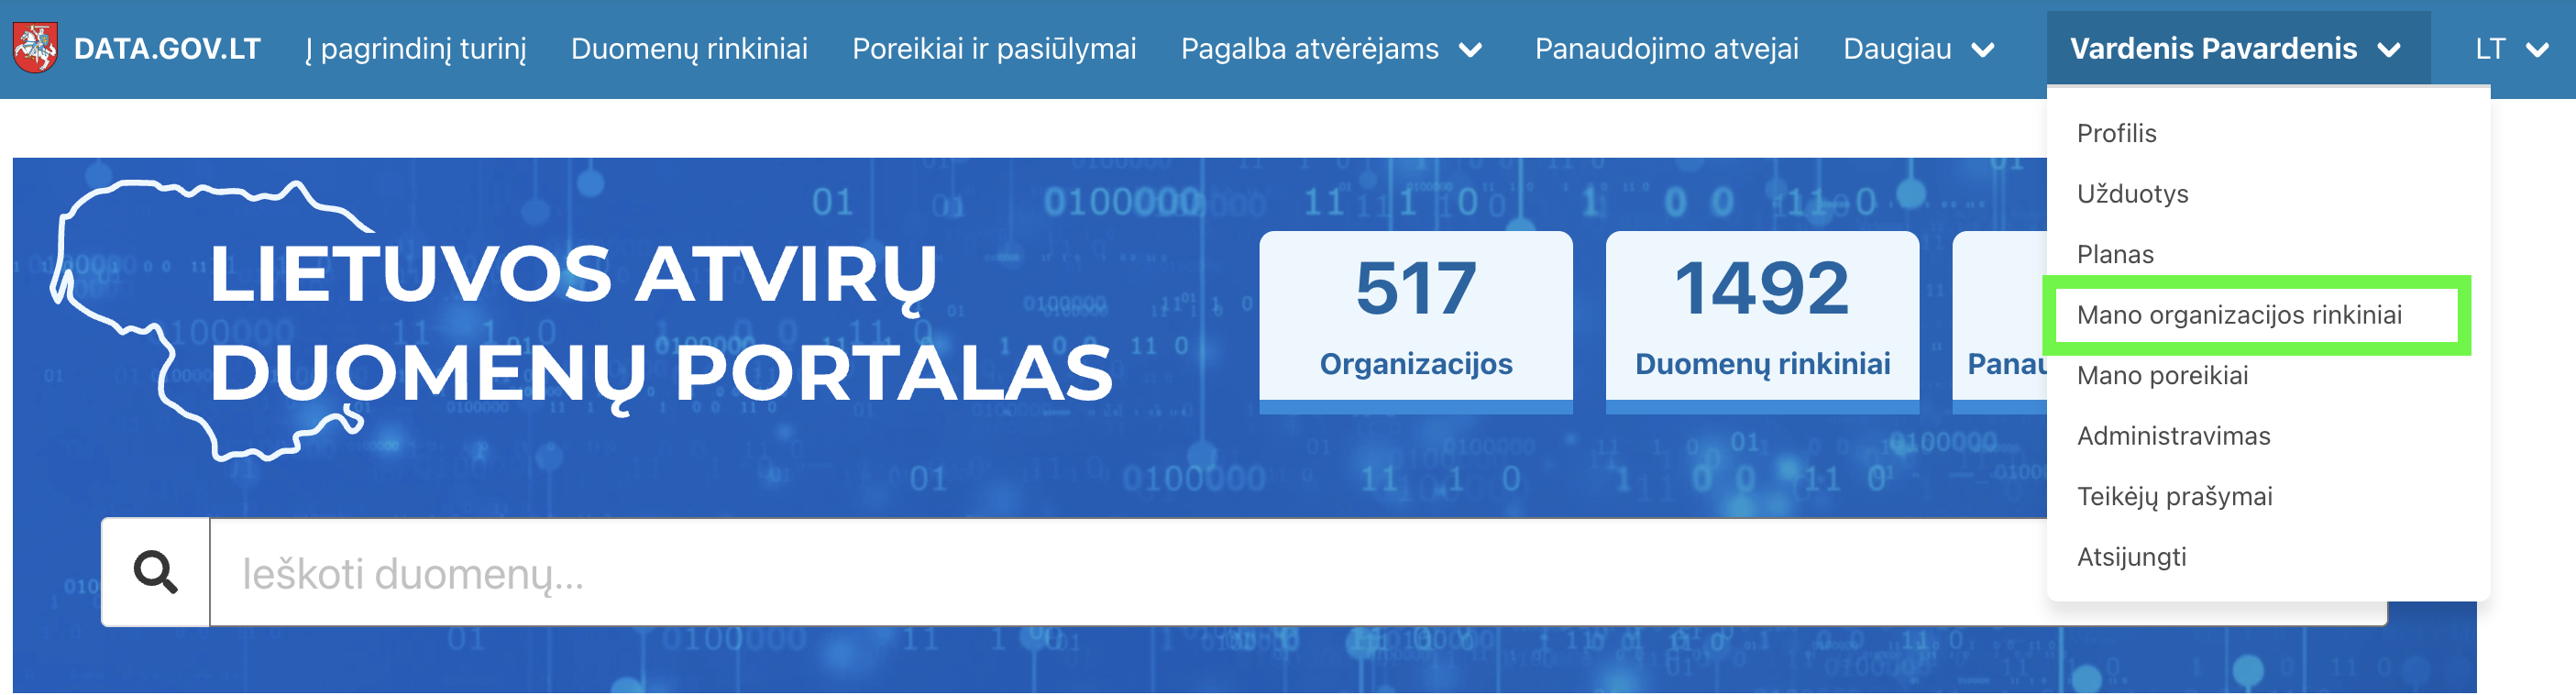 DATA.GOV.LT Į pagrindinį turinį Duomenų rinkiniai Poreikiai ir pasiūlymai Pagalba atvėrėjams Panaudojimo atvejai Daugiau Vardenis Pavardenis LT
Profilis
Užduotys
Planas
Mano organizacijos rinkiniai
Mano poreikiai
Administravimas
Teikėjų prašymai
Atsijungti
LIETUVOS ATVIRŲ
DUOMENŲ PORTALAS
517
Organizacijos
1492
Duomenų rinkiniai
Ieškoti duomenų...